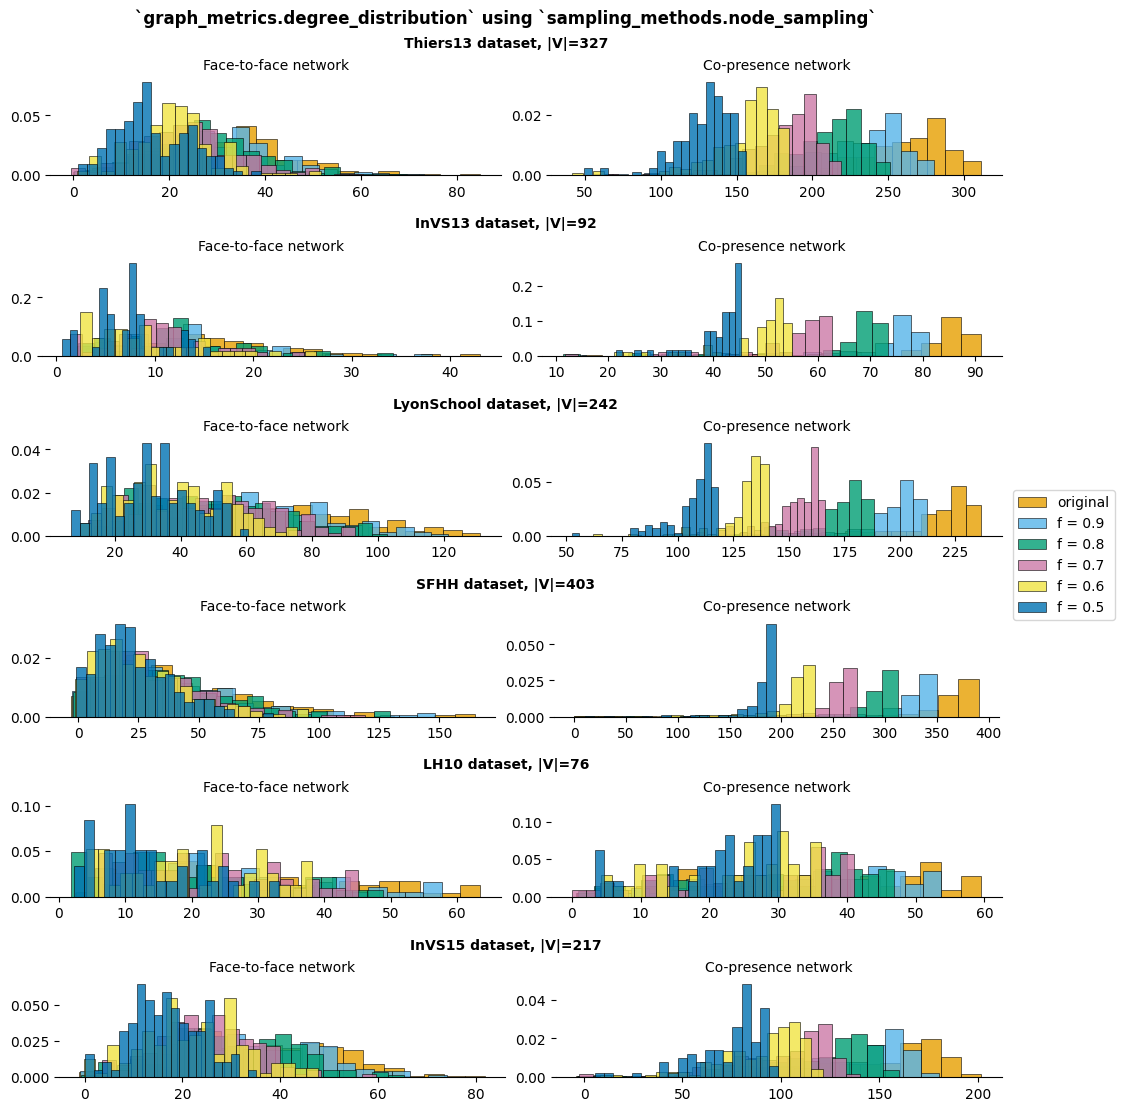 `graph_metrics.degree_distribution` using `sampling_methods.node_sampling`
Thiers13 dataset, |V|=327
Face-to-face network
Co-presence network
0.05
0.00
0 20 40 60 80
0.02
0.00
50 100 150 200 250 300
InVS13 dataset, |V|=92
Face-to-face network
Co-presence network
0.2
0.0
0 10 20 30 40
0.2
0.1
0.0
10 20 30 40 50 60 70 80 90
LyonSchool dataset, |V|=242
Face-to-face network
Co-presence network
0.04
0.02
0.00
20 40 60 80 100 120
0.05
0.00
50 75 100 125 150 175 200 225
original
f = 0.9
f = 0.8
f = 0.7
f = 0.6
f = 0.5
SFHH dataset, |V|=403
Face-to-face network
Co-presence network
0.02
0.00
0 25 50 75 100 125 150
0.050
0.025
0.000
0 50 100 150 200 250 300 350 400
LH10 dataset, |V|=76
Face-to-face network
Co-presence network
0.10
0.05
0.00
0 10 20 30 40 50 60
0.10
0.05
0.00
0 10 20 30 40 50 60
InVS15 dataset, |V|=217
Face-to-face network
Co-presence network
0.050
0.025
0.000
0 20 40 60 80
0.04
0.02
0.00
0 50 100 150 200